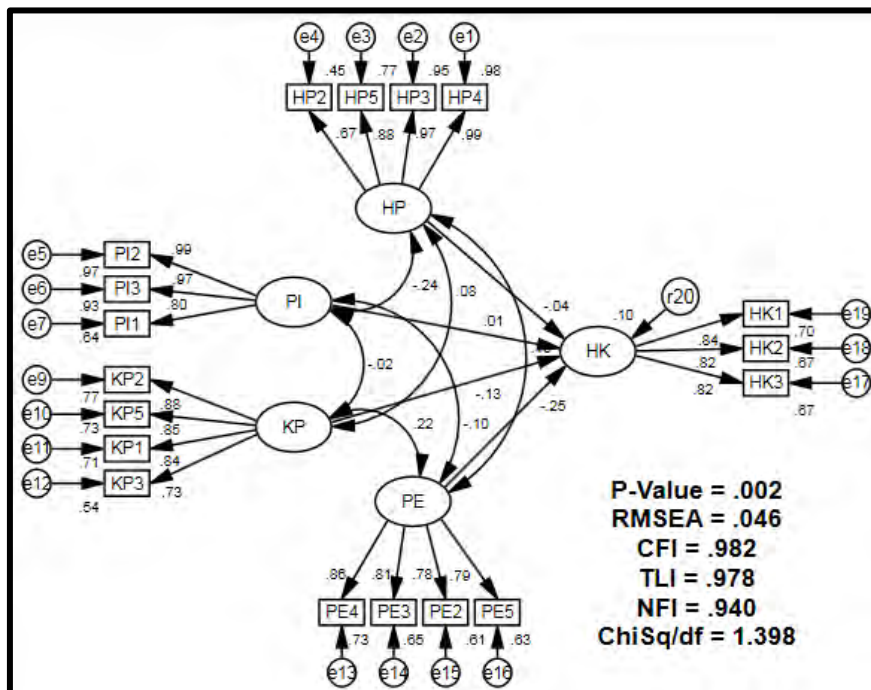 e4 e3 e2 e1
.45 .77 .95 .98
HP2 HP5 HP3 HP4
.67 .88 .97 .99
HP
e5 PI2 .99
.97
e6 PI3 .97
.93
e7 PI1 .80
.64
PI
-.24 .08 -.04
.01
r20
.10
HK
HK1 e19
.70
.84 HK2 e18
.67
.82 HK3 e17
.82
.67
-.02
e9 KP2
.77 .88
e10 KP5
.73 .85
e11 KP1
.71 .84
e12 KP3
.54 .73
KP
-.13
.22 -.10 -.25
PE
.86 .81 .78 .79
PE4 PE3 PE2 PE5
.73 .65 .61 .63
e13 e14 e15 e16
P-Value = .002
RMSEA = .046
CFI = .982
TLI = .978
NFI = .940
ChiSq/df = 1.398